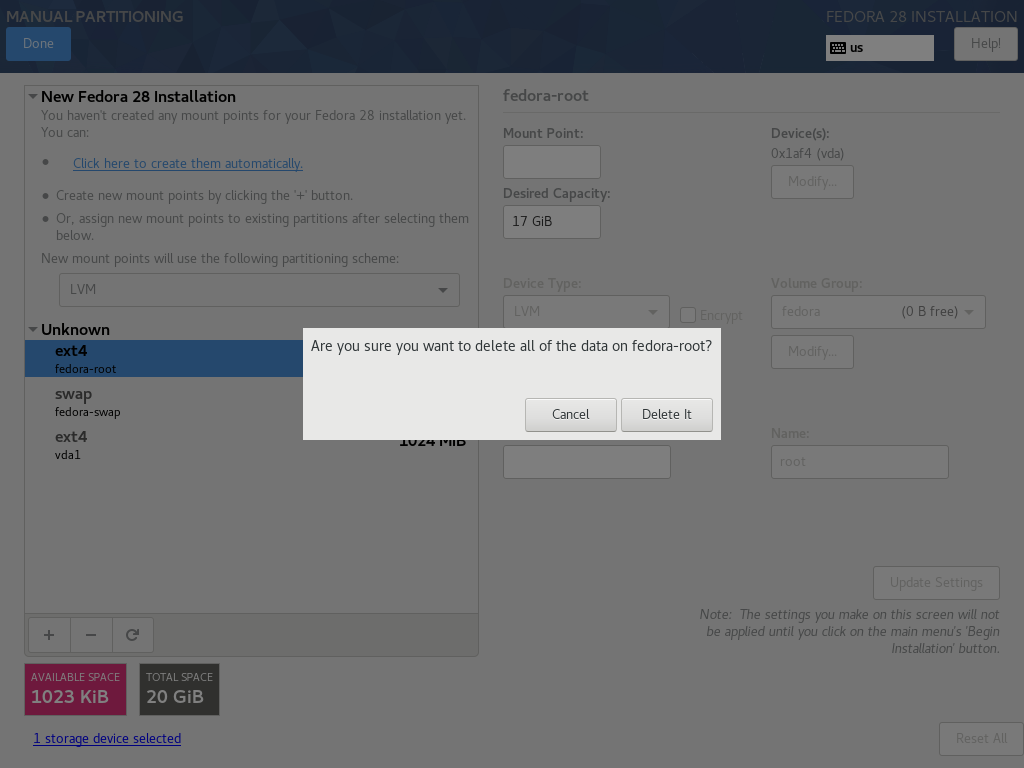 MANUAL PARTITIONING
FEDORA 28 INSTALLATION
Done
us
Help!
New Fedora 28 Installation
You haven't created any mount points for your Fedora 28 installation yet.
You can:
• Click here to create them automatically.
• Create new mount points by clicking the '+' button.
• Or, assign new mount points to existing partitions after selecting them
below.
New mount points will use the following partitioning scheme:
LVM
Unknown
ext4
fedora-root
swap
fedora-swap
ext4
1024 MiB
vda1
+ −
AVAILABLE SPACE
1023 KiB
TOTAL SPACE
20 GiB
1 storage device selected
fedora-root
Mount Point:
Device(s):
0x1af4 (vda)
Modify...
Desired Capacity:
17 GiB
Device Type:
Volume Group:
LVM
Encrypt
fedora (0 B free)
Modify...
Are you sure you want to delete all of the data on fedora-root?
Cancel
Delete It
Name:
root
Update Settings
Note: The settings you make on this screen will not
be applied until you click on the main menu's 'Begin
Installation' button.
Reset All